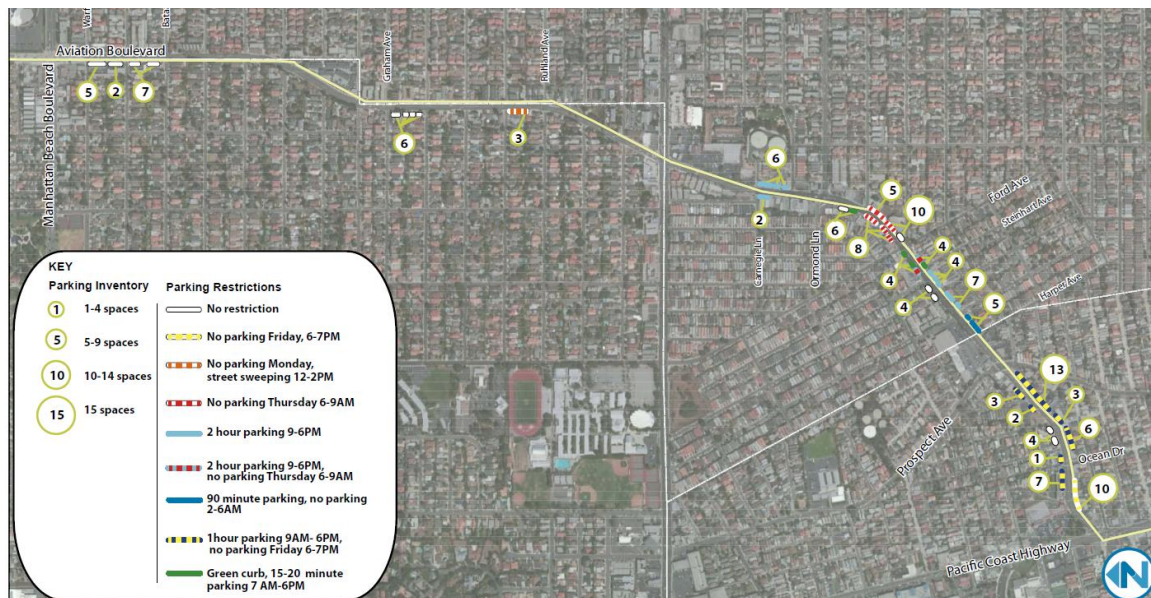 Aviation Boulevard
Manhattan Beach Boulevard
Graham Ave
Ruhland Ave
5
2
7
6
3
6
2
Carnegie Ln
Ormond Ln
6
8
5
10
Ford Ave
Steinhart Ave
Harper Ave
4
4
4
4
7
5
13
3
3
2
4
6
1
7
10
Prospect Ave
Ocean Dr
Pacific Coast Highway
N
KEY
Parking Inventory
1
1-4 spaces
5
5-9 spaces
10
10-14 spaces
15
15 spaces
Parking Restrictions
No restriction
No parking Friday, 6-7PM
No parking Monday,
street sweeping 12-2PM
No parking Thursday 6-9AM
2 hour parking 9-6PM
2 hour parking 9-6PM,
no parking Thursday 6-9AM
90 minute parking, no parking
2-6AM
1hour parking 9AM- 6PM,
no parking Friday 6-7PM
Green curb, 15-20 minute
parking 7 AM-6PM